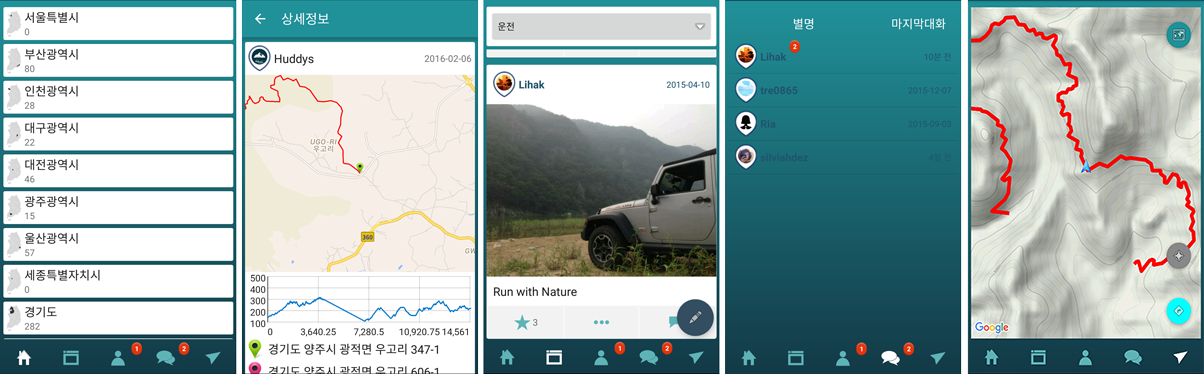 서울특별시
0
부산광역시
80
인천광역시
28
대구광역시
22
대전광역시
46
광주광역시
15
울산광역시
57
세종특별자치시
0
경기도
282
1
2
상세정보
Huddys
2016-02-06
UGO-RI
우고리
360
GW
500
400
300
200
100
0 3,640.25 7,280.5 10,920.75 14,561
경기도 양주시 광적면 우고리 347-1
경기도 양주시 광적면 우고리 606-1
운전
Lihak
2015-04-10
Run with Nature
3
1
2
별명 마지막대화
2
Lihak 10분 전
tre0865 2015-12-07
Ria 2015-09-03
silviahdez 4일 전
1
2
Google